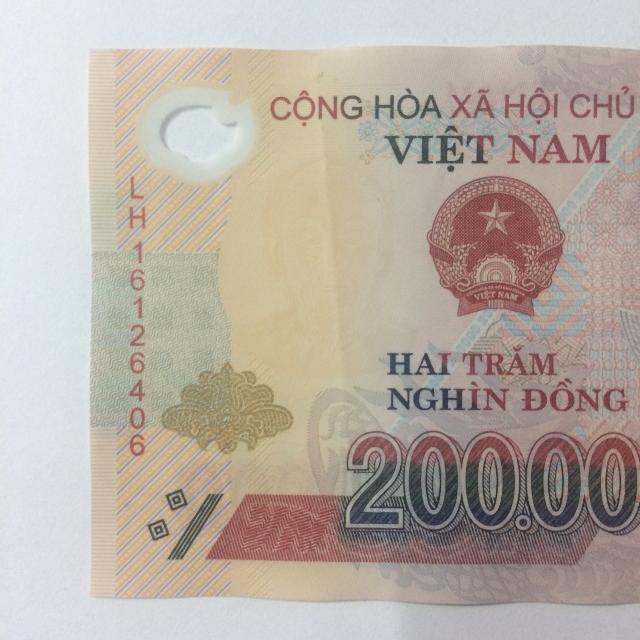 CỘNG HÒA XÃ HỘI CHỦ
VIỆT NAM
LH 16126406
VIỆT NAM
HAI TRĂM
NGHÌN ĐỒNG
200.00